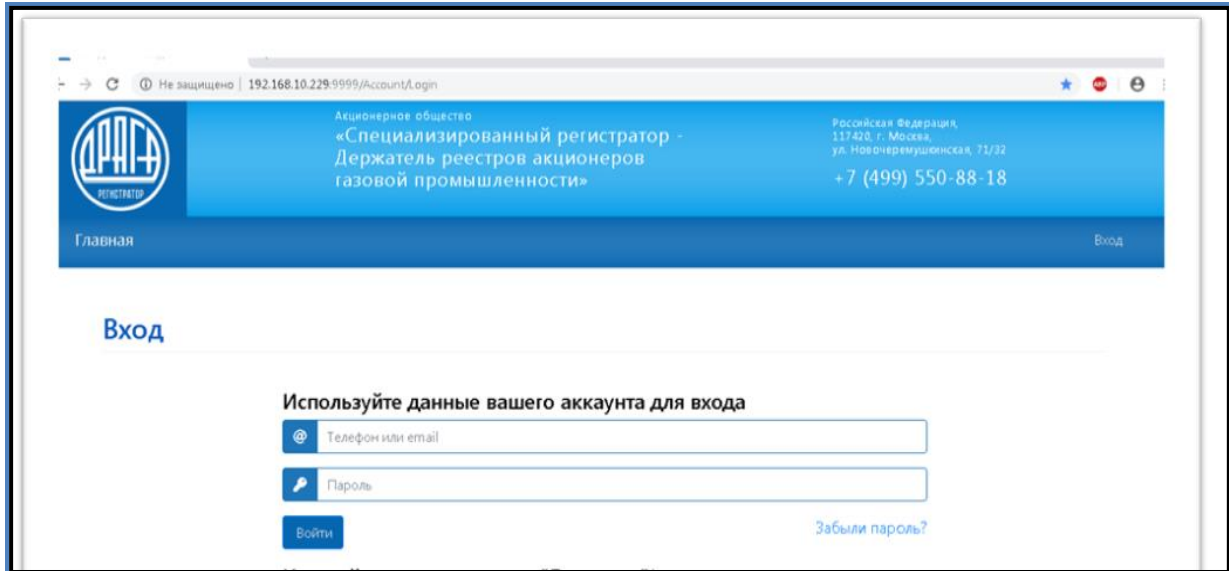 Не защищено | 192.168.10.229:9999/Account/Login
ABP
ДРАГА
РЕГИСТРАТОР
Акционерное общество
«Специализированный регистратор -
Держатель реестров акционеров
газовой промышленности»
Российская Федерация,
117420, г. Москва,
ул. Новочеремушкинская, 71/32
+7 (499) 550-88-18
Главная
Вход
Вход
Используйте данные вашего аккаунта для входа
@ Телефон или email
Пароль
Войти
Забыли пароль?